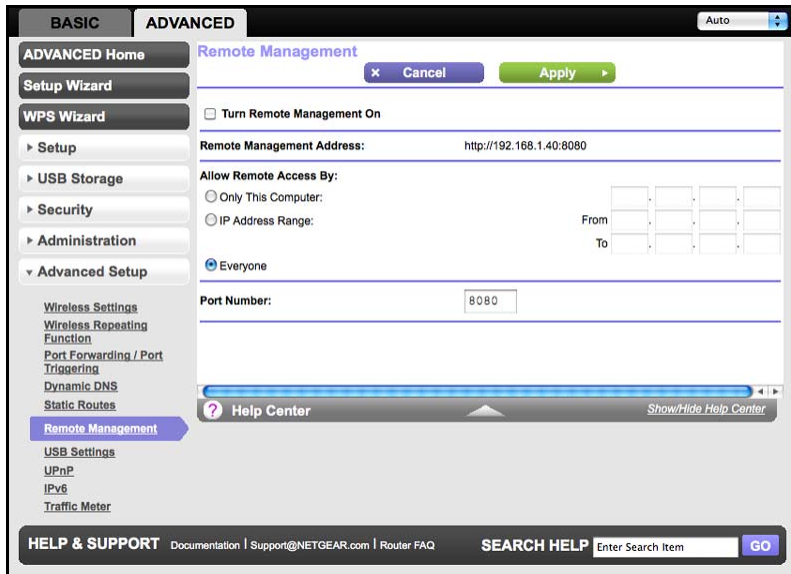 BASIC
ADVANCED
Auto
ADVANCED Home
Setup Wizard
WPS Wizard
Setup
USB Storage
Security
Administration
Advanced Setup
Wireless Settings
Wireless Repeating
Function
Port Forwarding / Port
Triggering
Dynamic DNS
Static Routes
Remote Management
USB Settings
UPnP
IPv6
Traffic Meter
Remote Management
× Cancel
Apply
Turn Remote Management On
Remote Management Address: http://192.168.1.40:8080
Allow Remote Access By:
Only This Computer: . . .
IP Address Range: From . . .
To . . .
Everyone
Port Number: 8080
? Help Center
Show/Hide Help Center
HELP & SUPPORT Documentation | Support@NETGEAR.com | Router FAQ
SEARCH HELP Enter Search Item GO